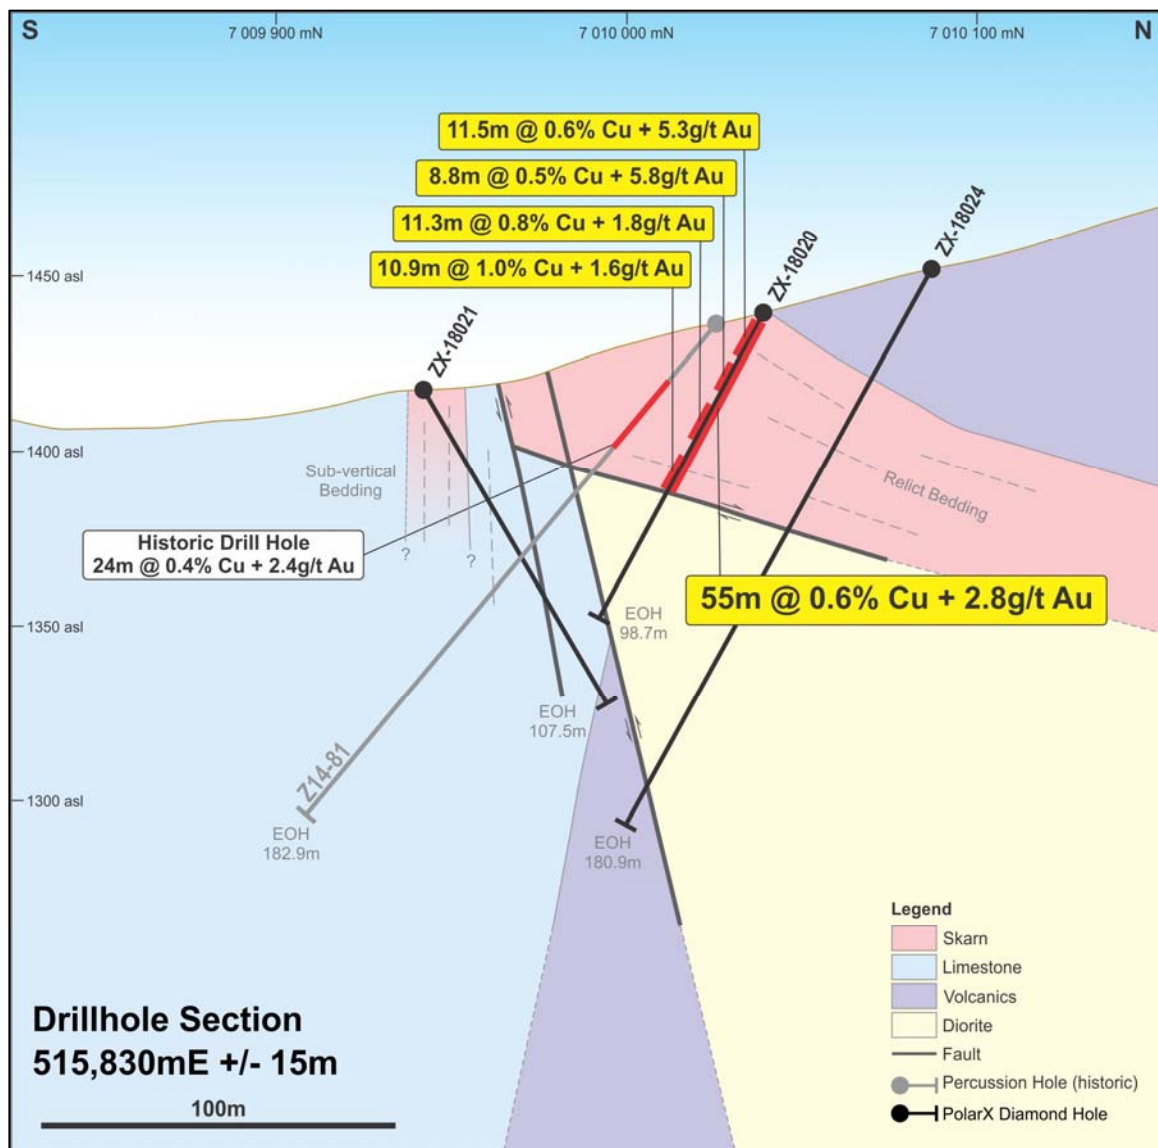 S
7 009 900 mN
7 010 000 mN
7 010 100 mN
N
11.5m @ 0.6% Cu + 5.3g/t Au
8.8m @ 0.5% Cu + 5.8g/t Au
11.3m @ 0.8% Cu + 1.8g/t Au
10.9m @ 1.0% Cu + 1.6g/t Au
ZX-18020
ZX-18024
1450 asl
ZX-18021
1400 asl
Sub-vertical
Bedding
Relict Bedding
Historic Drill Hole
24m @ 0.4% Cu + 2.4g/t Au
?
?
55m @ 0.6% Cu + 2.8g/t Au
1350 asl
EOH
98.7m
EOH
107.5m
Z14-81
1300 asl
EOH
182.9m
EOH
180.9m
Legend
Skarn
Limestone
Volcanics
Diorite
Fault
Percussion Hole (historic)
PolarX Diamond Hole
Drillhole Section
515,830mE +/- 15m
100m